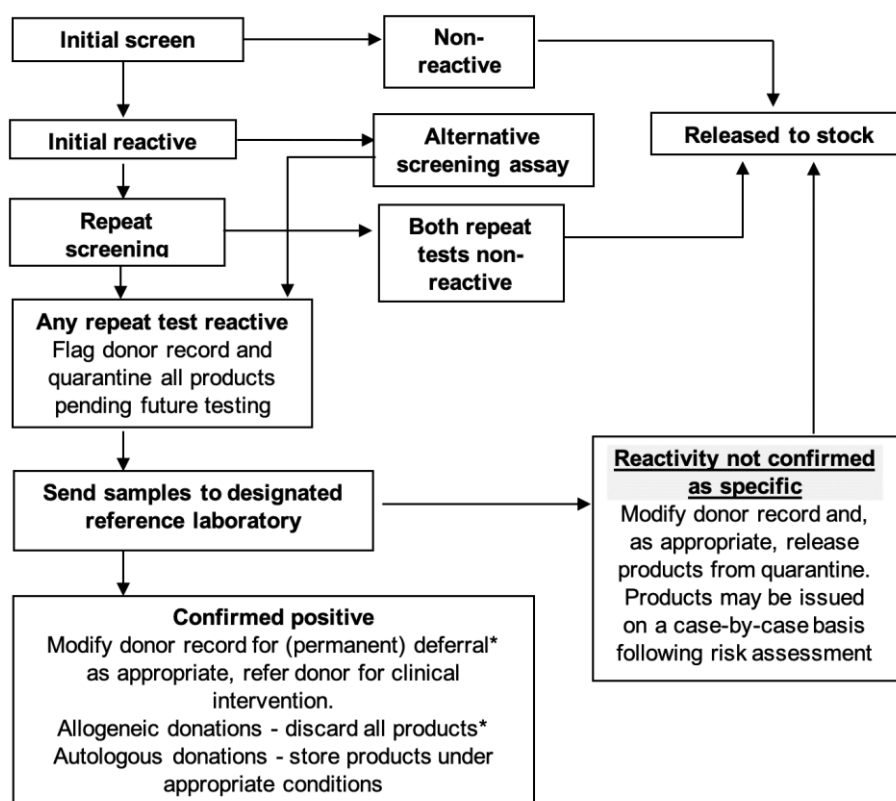 Initial screen
Non-
reactive
Initial reactive
Alternative
screening assay
Released to stock
Repeat
screening
Both repeat
tests non-
reactive
Any repeat test reactive
Flag donor record and
quarantine all products
pending future testing
Send samples to designated
reference laboratory
Reactivity not confirmed
as specific
Modify donor record and,
as appropriate, release
products from quarantine.
Products may be issued
on a case-by-case basis
following risk assessment
Confirmed positive
Modify donor record for (permanent) deferral*
as appropriate, refer donor for clinical
intervention.
Allogeneic donations - discard all products*
Autologous donations - store products under
appropriate conditions